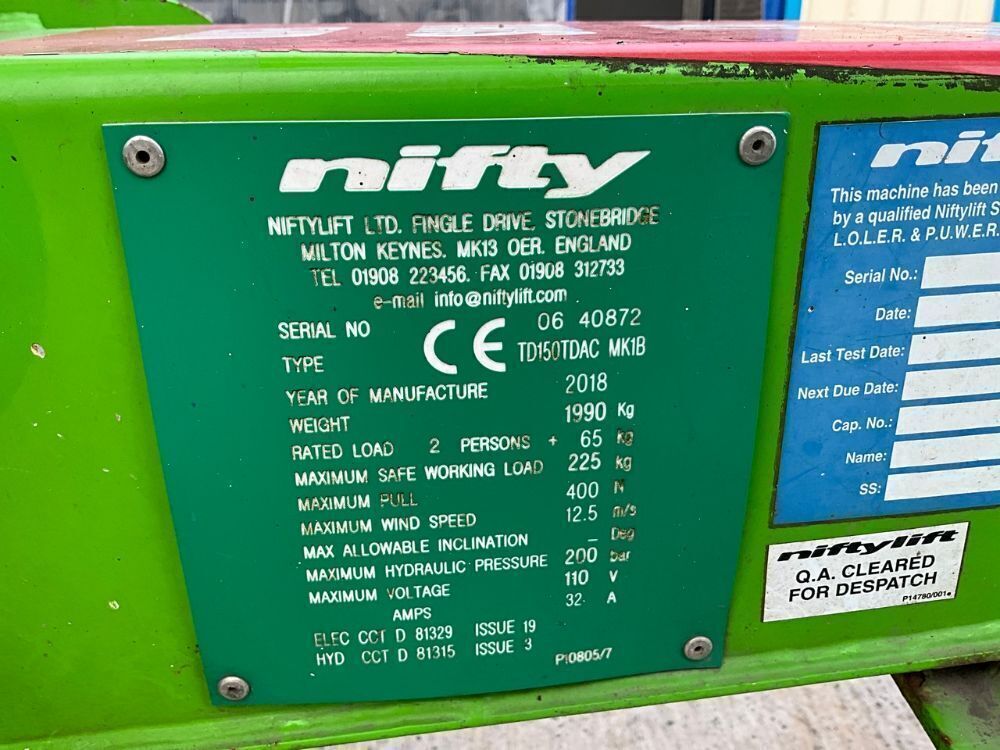 nifty
NIFTYLIFT LTD. FINGLE DRIVE, STONEBRIDGE
MILTON KEYNES. MK13 OER. ENGLAND
TEL 01908 223456. FAX 01908 312733
e-mail info@niftylift.com
SERIAL NO 06 40872
CE
TYPE TD150TDAC MK1B
YEAR OF MANUFACTURE 2018
WEIGHT 1990 Kg
RATED LOAD 2 PERSONS + 65 kg
MAXIMUM SAFE WORKING LOAD 225 kg
MAXIMUM PULL 400 N
MAXIMUM WIND SPEED 12.5 m/s
MAX ALLOWABLE INCLINATION – Deg
MAXIMUM HYDRAULIC PRESSURE 200 bar
MAXIMUM VOLTAGE 110 V
AMPS 32. A
ELEC CCT D 81329 ISSUE 19
HYD CCT D 81315 ISSUE 3
P10805/7
This machine has been
by a qualified Niftylift
L.O.L.E.R. & P.U.W.E.R.
Serial No.:
Date:
Last Test Date:
Next Due Date:
Cap. No.:
Name:
SS:
niftylift
Q.A. CLEARED
FOR DESPATCH
P14780/001